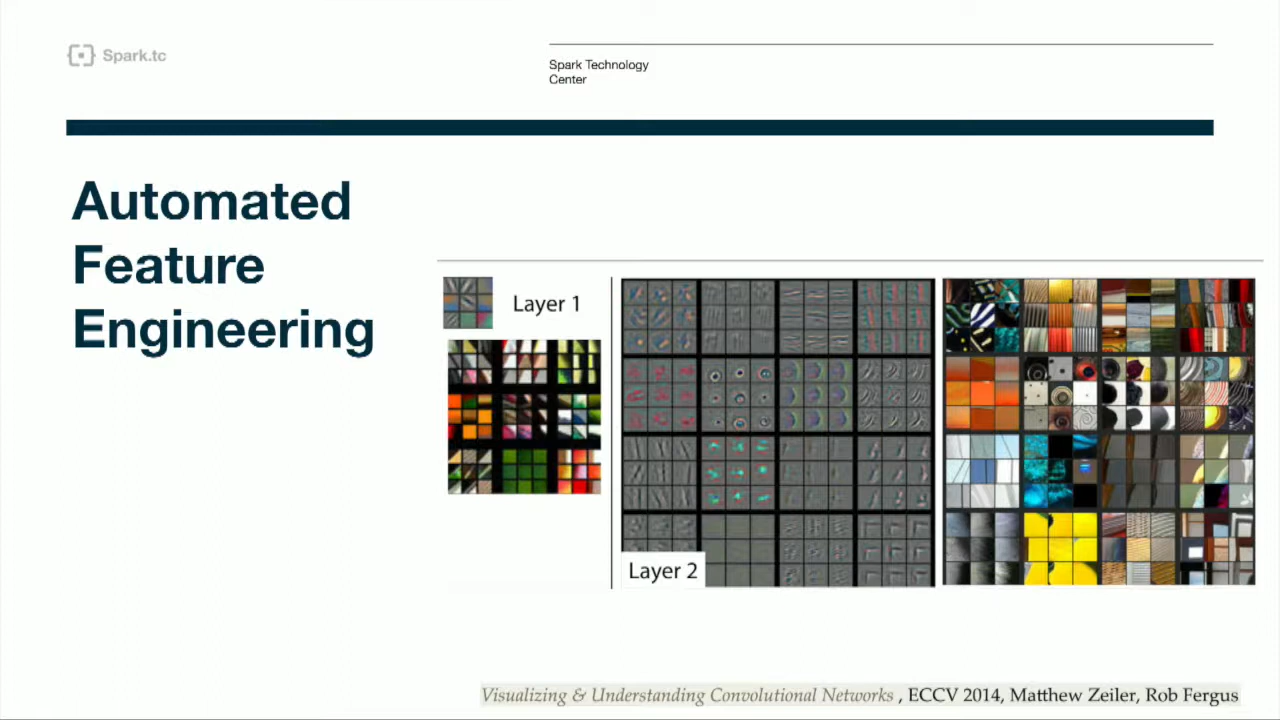 Spark.tc
Spark Technology
Center
Automated
Feature
Engineering
Layer 1
Layer 2
Visualizing & Understanding Convolutional Networks , ECCV 2014, Matthew Zeiler, Rob Fergus